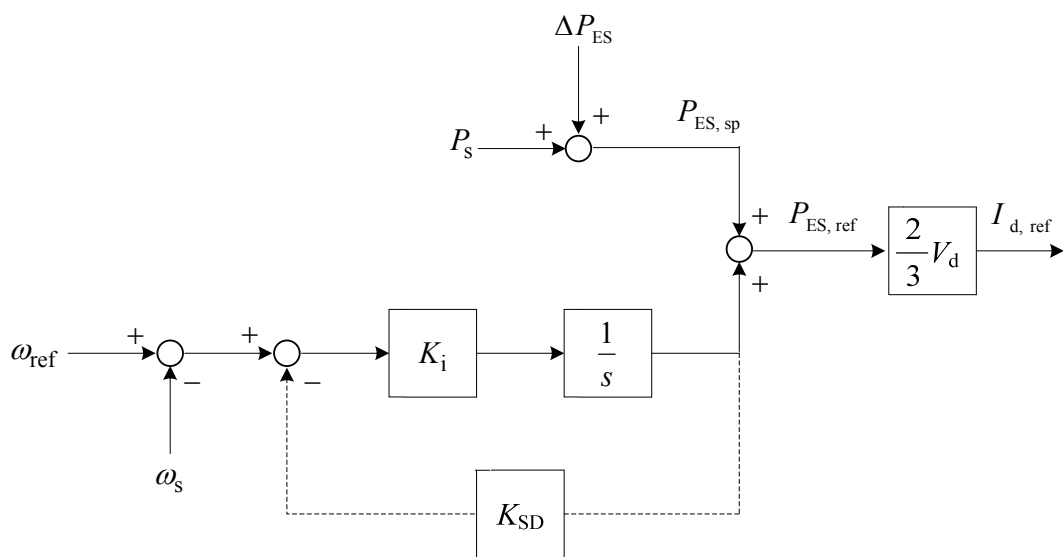 ΔP_ES
P_s
+
+
P_ES, sp
+
P_ES, ref
2/3 V_d
I_d, ref
+
ω_ref
+
−
ω_s
+
−
K_i
1/s
K_SD